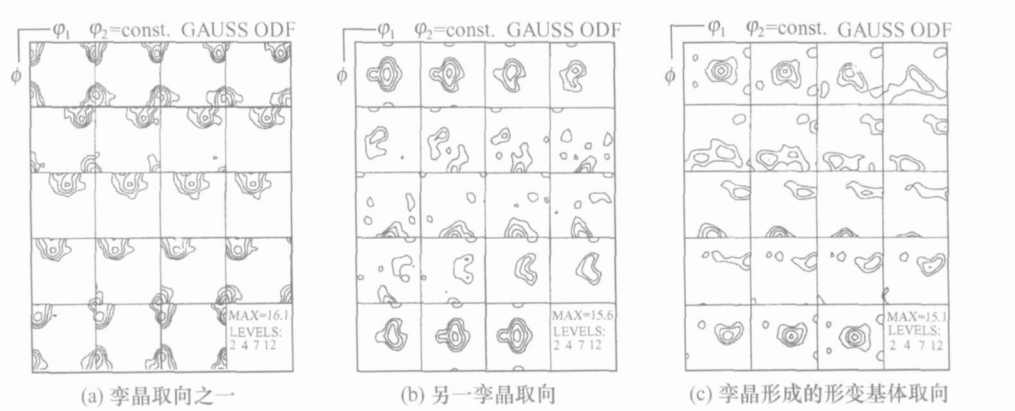 φ₁ φ₂=const. GAUSS ODF
ϕ
MAX=16.1
LEVELS:
2 4 7 12
(a) 孪晶取向之一
φ₁ φ₂=const. GAUSS ODF
ϕ
MAX=15.6
LEVELS:
2 4 7 12
(b) 另一孪晶取向
φ₁ φ₂=const. GAUSS ODF
ϕ
MAX=15.1
LEVELS:
2 4 7 12
(c) 孪晶形成的形变基体取向